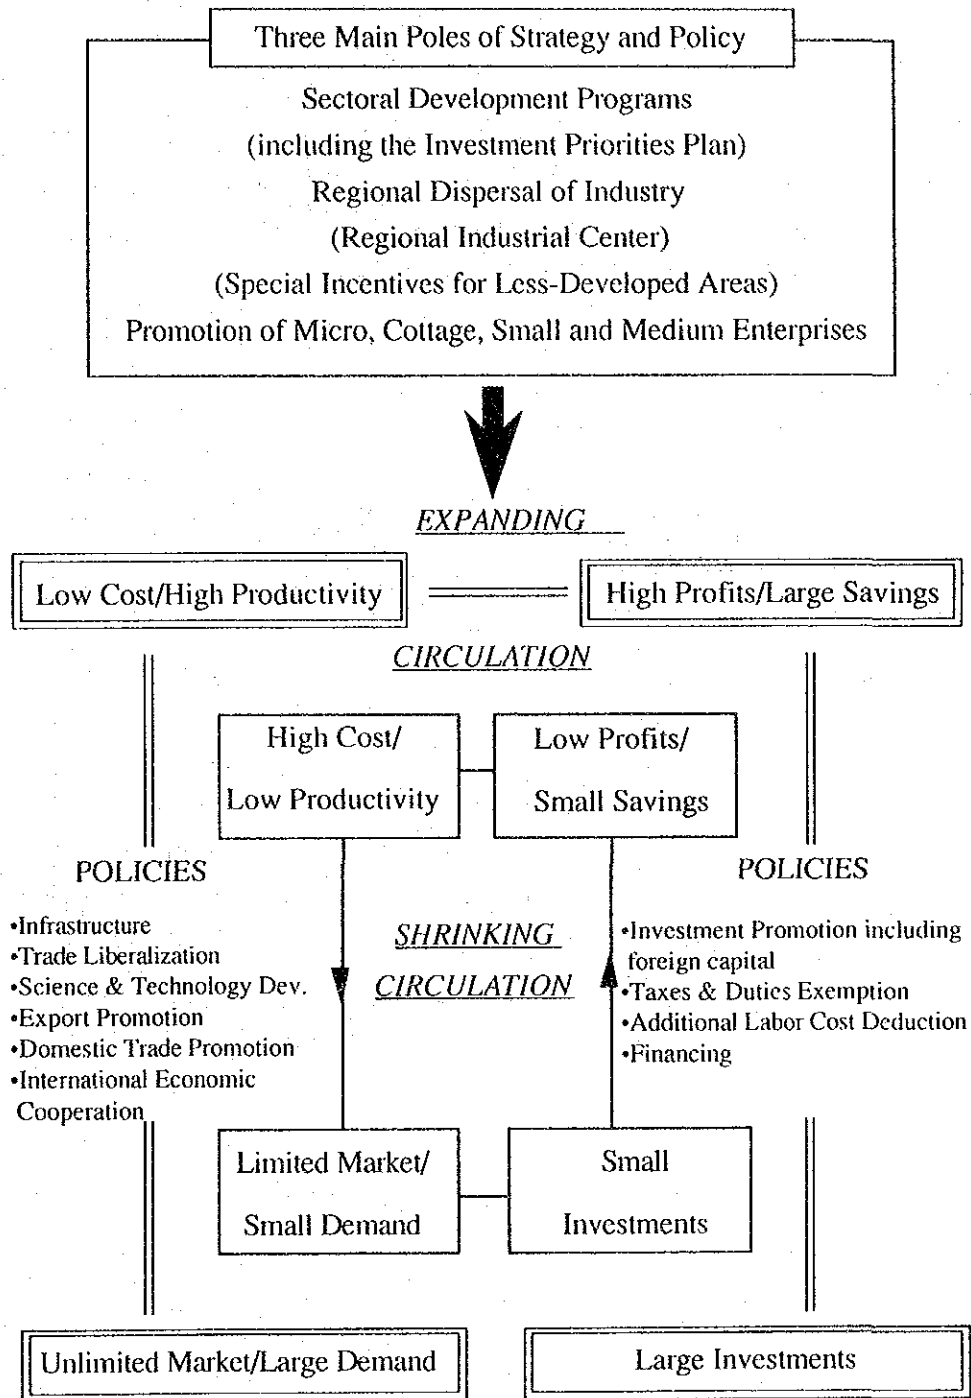 Three Main Poles of Strategy and Policy
Sectoral Development Programs
(including the Investment Priorities Plan)
Regional Dispersal of Industry
(Regional Industrial Center)
(Special Incentives for Less-Developed Areas)
Promotion of Micro, Cottage, Small and Medium Enterprises
EXPANDING
Low Cost/High Productivity
High Profits/Large Savings
CIRCULATION
High Cost/
Low Productivity
Low Profits/
Small Savings
POLICIES
•Infrastructure
•Trade Liberalization
•Science & Technology Dev.
•Export Promotion
•Domestic Trade Promotion
•International Economic
Cooperation
SHRINKING
CIRCULATION
POLICIES
•Investment Promotion including
foreign capital
•Taxes & Duties Exemption
•Additional Labor Cost Deduction
•Financing
Limited Market/
Small Demand
Small
Investments
Unlimited Market/Large Demand
Large Investments